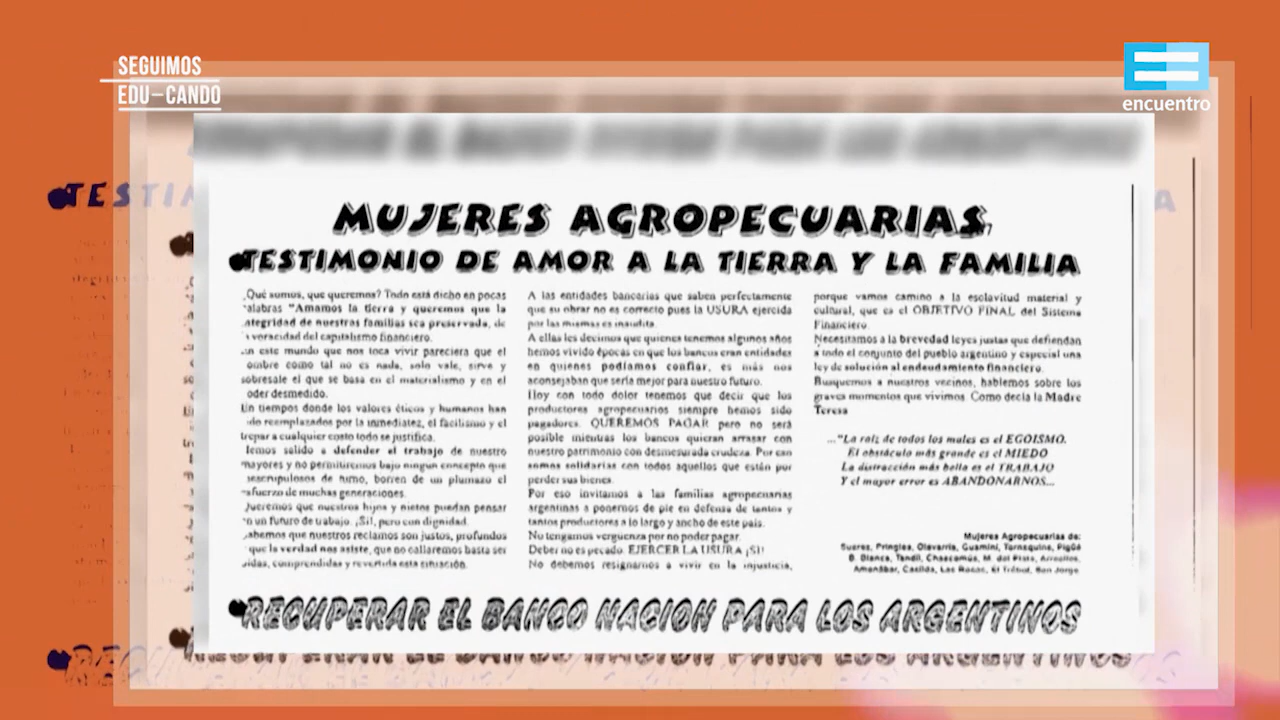 SEGUIMOS
EDU-CANDO
encuentro
MUJERES AGROPECUARIAS,
TESTIMONIO DE AMOR A LA TIERRA Y LA FAMILIA
Qué somos, que queremos? Todo está dicho en pocas
alabras "Amamos la tierra y queremos que la
ntegridad de nuestras familias sea preservada, de
a voracidad del capitalismo financiero.
n este mundo que nos toca vivir pareciera que el
ombre como tal no es nada, solo vale, sirve y
sobresale el que se basa en el materialismo y en el
oder desmedido.
En tiempos donde los valores éticos y humanos han
ido reemplazados por la inmediatez, el facilismo y el
trepar a cualquier costo todo se justifica.
Hemos salido a defender el trabajo de nuestro
mayores y no permitiremos bajo ningun concepto que
inescrupulosos de turno, borren de un plumazo el
esfuerzo de muchas generaciones.
Queremos que nuestros hijos y nietos puedan pensar
en un futuro de trabajo. ¡Si!, pero con dignidad.
abemos que nuestros reclamos son justos, profundos
que la verdad nos asiste, que no callaremos hasta ser
oidas, comprendidas y revertida esta situación.
A las entidades bancarias que saben perfectamente
que su obrar no es correcto pues la USURA ejercida
por las mismas es inaudita.
A ellas les decimos que quienes tenemos algunos años
hemos vivido épocas en que los bancos eran entidades
en quienes podíamos confiar, es más nos
aconsejaban que sería mejor para nuestro futuro.
Hoy con todo dolor tenemos que decir que los
productores agropecuarios siempre hemos sido
pagadores. QUEREMOS PAGAR pero no será
posible mientras los bancos quieran arrasar con
nuestro patrimonio con desmesurada crudeza. Por eso
somos solidarias con todos aquellos que están por
perder sus bienes.
Por eso invitamos a las familias agropecuarias
argentinas a ponernos de pie en defensa de tantos y
tantos productores a lo largo y ancho de este país.
No tengamos vergüenza por no poder pagar.
Deber no es pecado. EJERCER LA USURA ¡SI!
No debemos resignarnos a vivir en la injusticia,
porque vamos camino a la esclavitud material y
cultural, que es el OBJETIVO FINAL del Sistema
Financiero.
Necesitamos a la brevedad leyes justas que defiendan
a todo el conjunto del pueblo argentino y especial una
ley de solución al endeudamiento financiero.
Busquemos a nuestros vecinos, hablemos sobre los
graves momentos que vivimos. Como decía la Madre
Teresa
..."La raíz de todos los males es el EGOISMO.
El obstáculo más grande es el MIEDO
La distracción más bella es el TRABAJO
Y el mayor error es ABANDONARNOS...
Mujeres Agropecuarias de:
Suarez, Pringles, Olavarria, Guamini, Tornsquins, Pigüé
B. Blanca, Tandil, Chascomús, M. del Plata, Arrecifes,
Amenábar, Casilda, Las Rosas, El Trébol, San Jorge
RECUPERAR EL BANCO NACION PARA LOS ARGENTINOS